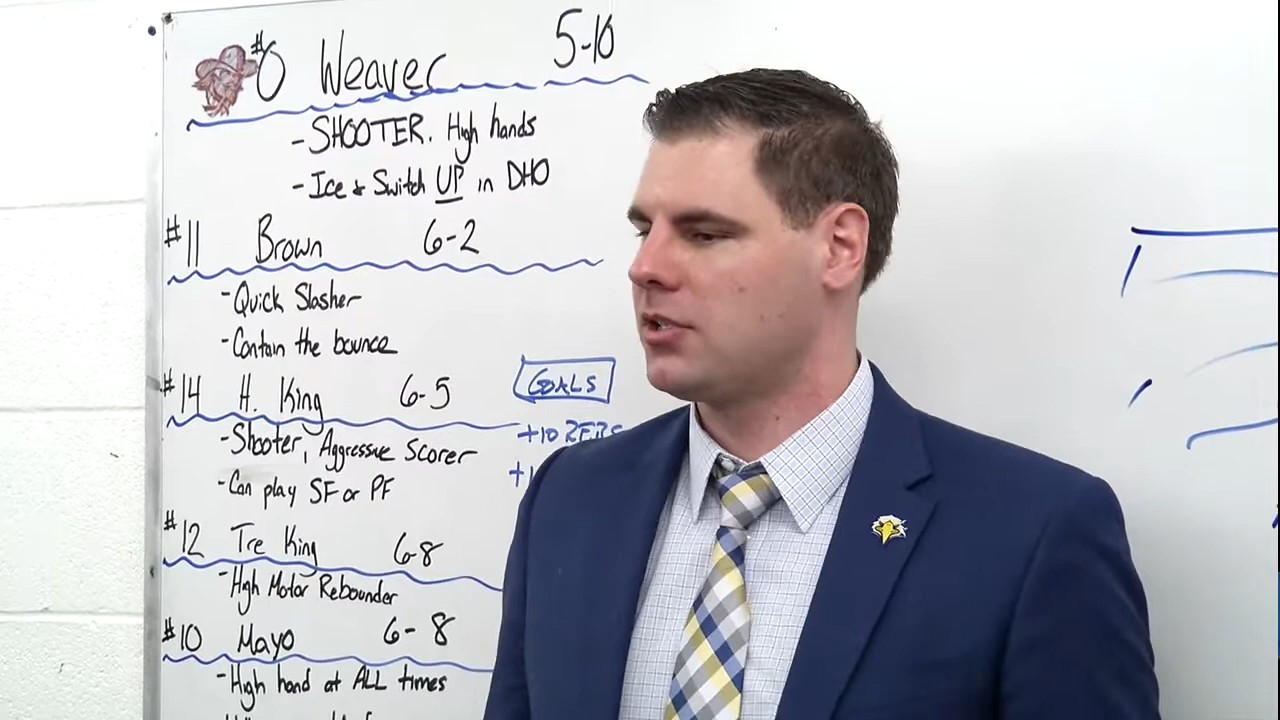 #0 Weaver 5-10
- SHOOTER. High hands
- Ice & Switch UP in DHO
#11 Brown 6-2
- Quick Slasher
- Contain the bounce
#14 H. King 6-5
- Shooter, Aggressive Scorer
- Can play SF or PF
GOALS
+10 REBS
#12 Tre King 6-8
- High Motor Rebounder
#10 Mayo 6-8
- High hand at ALL times